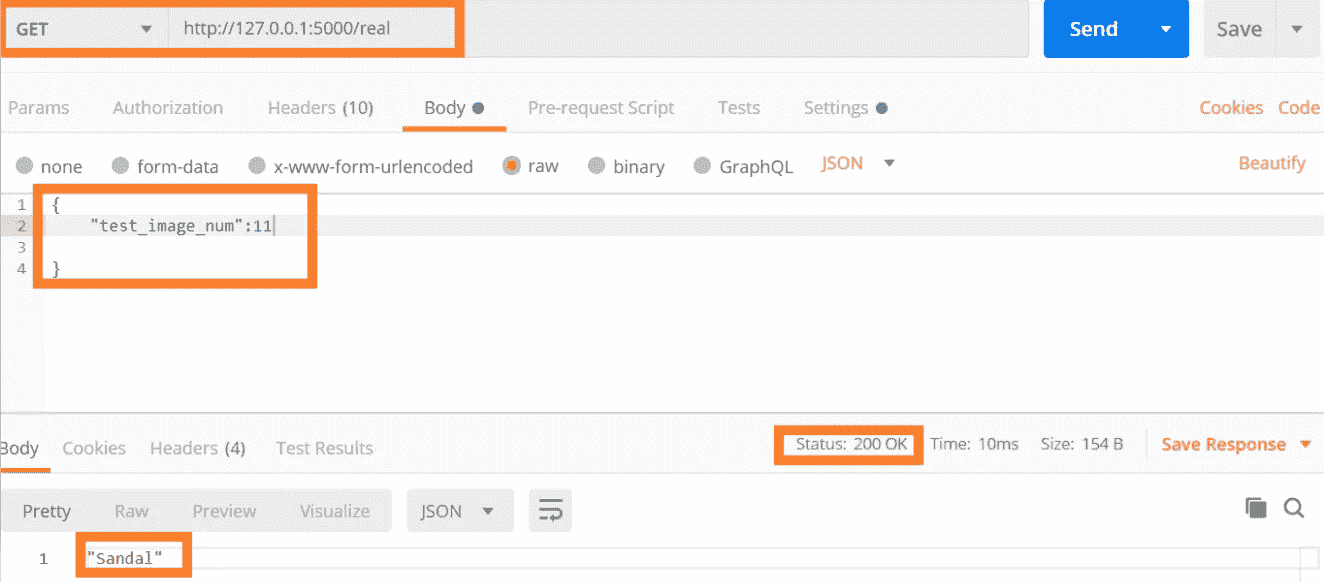 GET http://127.0.0.1:5000/real Send Save
Params Authorization Headers (10) Body Pre-request Script Tests Settings Cookies Code
none form-data x-www-form-urlencoded raw binary GraphQL JSON Beautify
1 {
2 "test_image_num":11
3
4 }
Body Cookies Headers (4) Test Results Status: 200 OK Time: 10ms Size: 154 B Save Response
Pretty Raw Preview Visualize JSON
1 "Sandal"